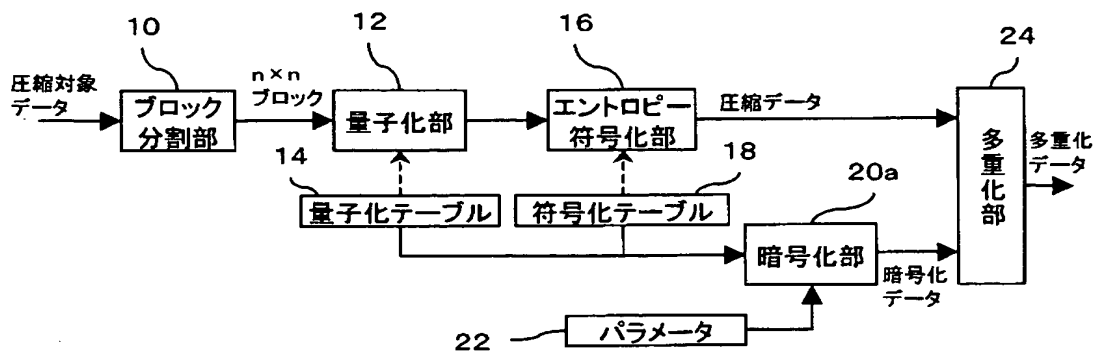 10
12
16
24
圧縮対象
データ
n×n
ブロック
ブロック
分割部
量子化部
エントロピー
符号化部
圧縮データ
多重化部
多重化
データ
14
18
20a
量子化テーブル
符号化テーブル
暗号化部
暗号化
データ
22
パラメータ